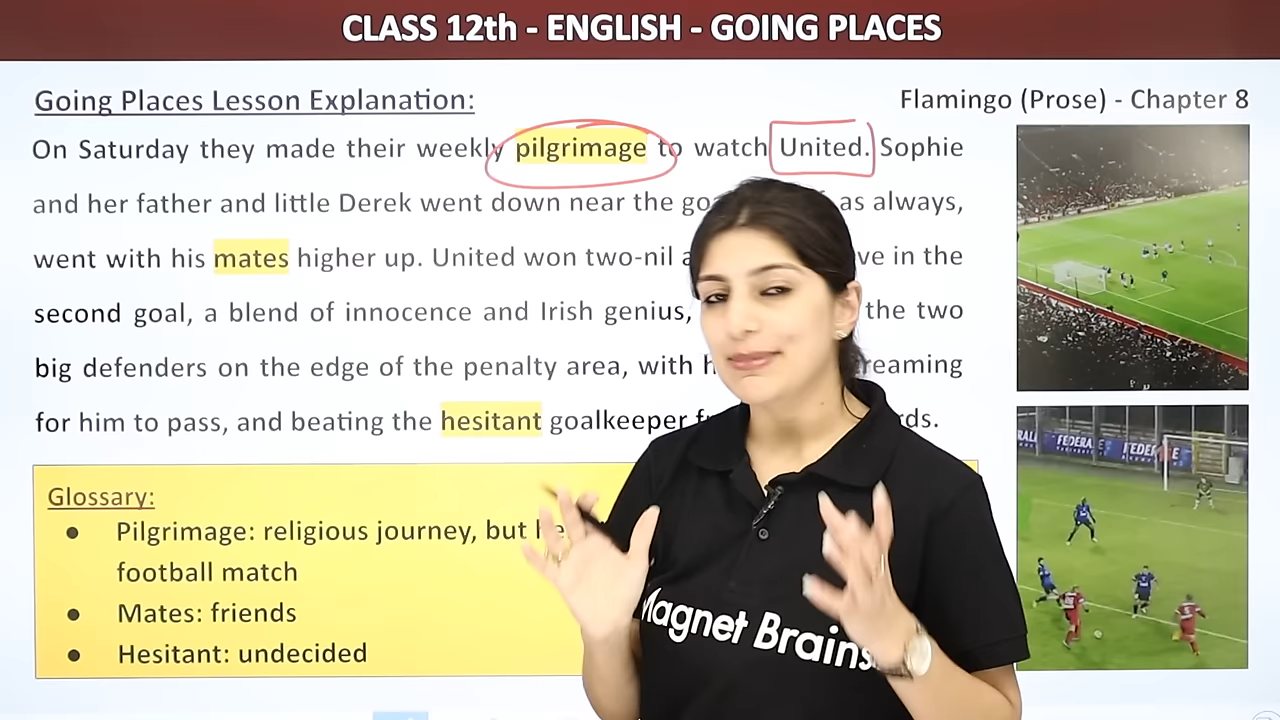 CLASS 12th - ENGLISH - GOING PLACES
Going Places Lesson Explanation:
Flamingo (Prose) - Chapter 8
On Saturday they made their weekly pilgrimage to watch United. Sophie
and her father and little Derek went down near the as always,
went with his mates higher up. United won two-nil in the
second goal, a blend of innocence and Irish genius, the two
big defenders on the edge of the penalty area, with
for him to pass, and beating the hesitant goalkeeper
Glossary:
● Pilgrimage: religious journey, but
football match
● Mates: friends
● Hesitant: undecided
Magnet Brains